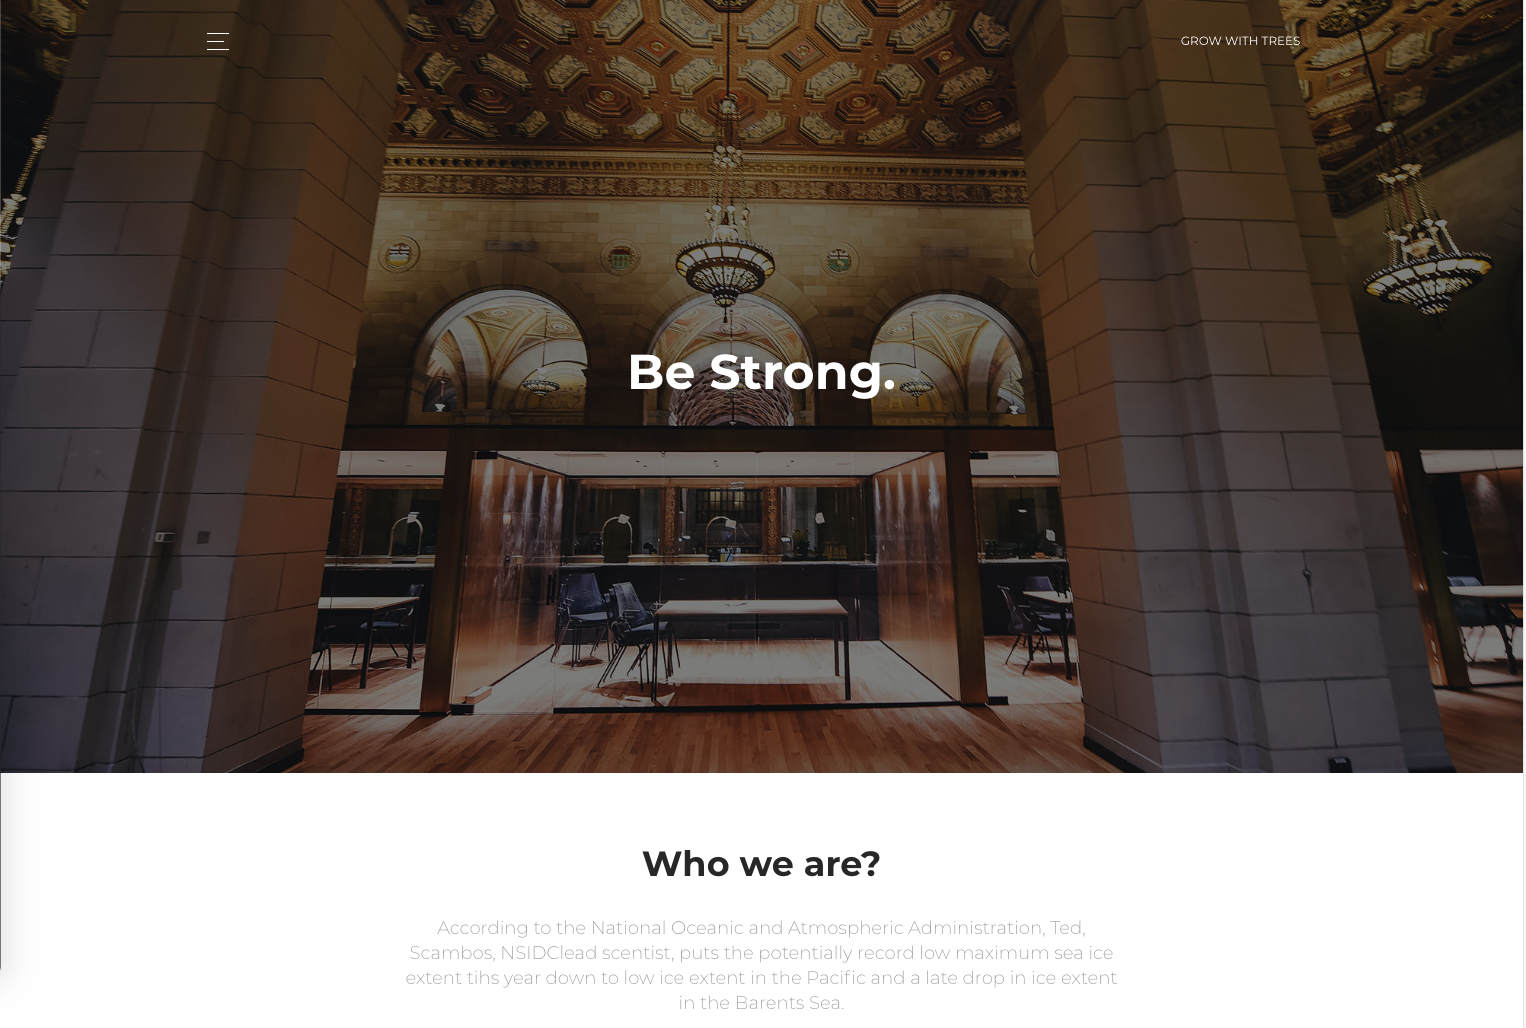 GROW WITH TREES
Be Strong.
Who we are?
According to the National Oceanic and Atmospheric Administration, Ted,
Scambos, NSIDClead scentist, puts the potentially record low maximum sea ice
extent tihs year down to low ice extent in the Pacific and a late drop in ice extent
in the Barents Sea.